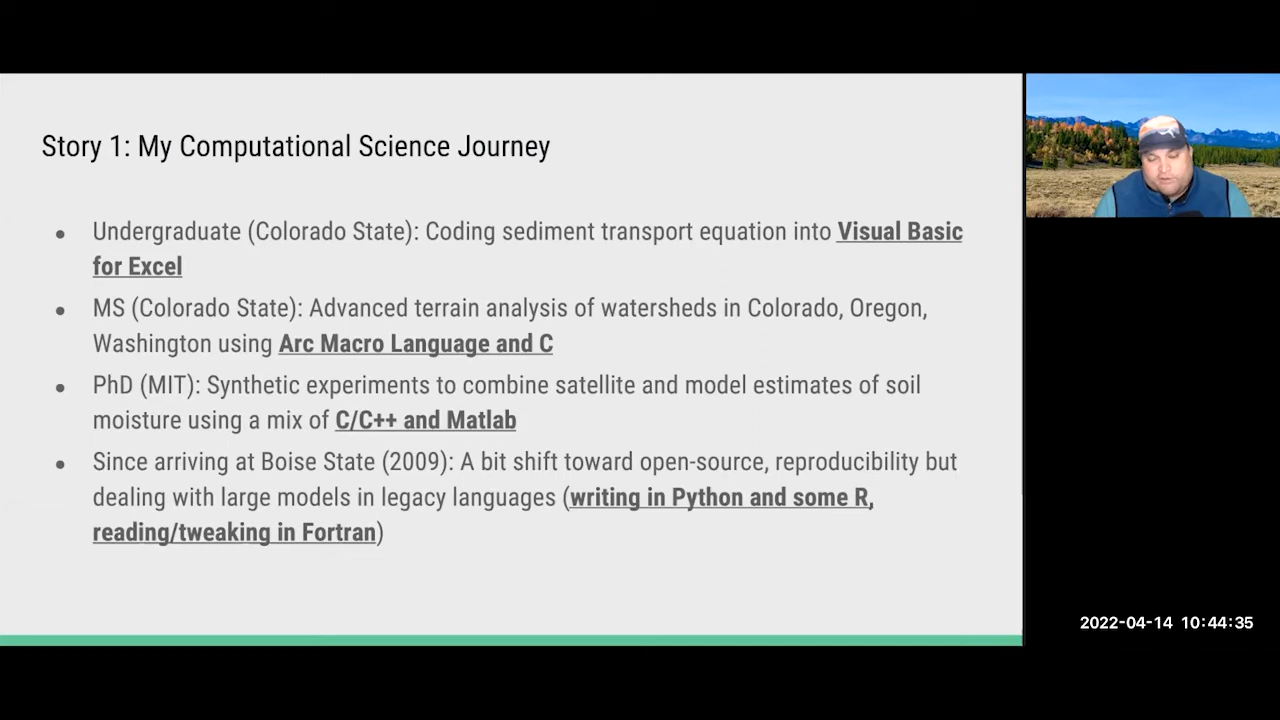 Story 1: My Computational Science Journey
● Undergraduate (Colorado State): Coding sediment transport equation into Visual Basic
for Excel
● MS (Colorado State): Advanced terrain analysis of watersheds in Colorado, Oregon,
Washington using Arc Macro Language and C
● PhD (MIT): Synthetic experiments to combine satellite and model estimates of soil
moisture using a mix of C/C++ and Matlab
● Since arriving at Boise State (2009): A bit shift toward open-source, reproducibility but
dealing with large models in legacy languages (writing in Python and some R,
reading/tweaking in Fortran)
2022-04-14 10:44:35